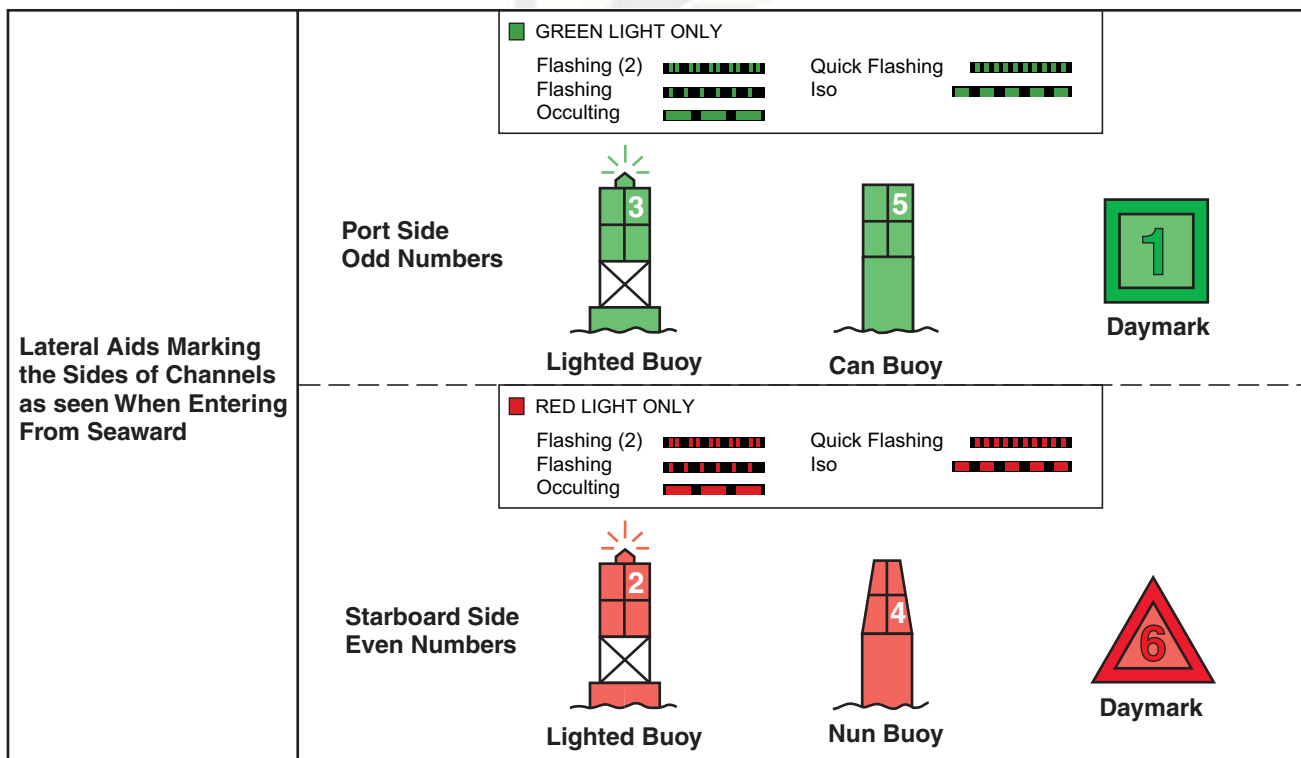 GREEN LIGHT ONLY
Flashing (2)
Quick Flashing
Flashing
Iso
Occulting
Port Side
Odd Numbers
3
5
1
Lighted Buoy
Can Buoy
Daymark
Lateral Aids Marking
the Sides of Channels
as seen When Entering
From Seaward
RED LIGHT ONLY
Flashing (2)
Quick Flashing
Flashing
Iso
Occulting
Starboard Side
Even Numbers
2
4
6
Lighted Buoy
Nun Buoy
Daymark